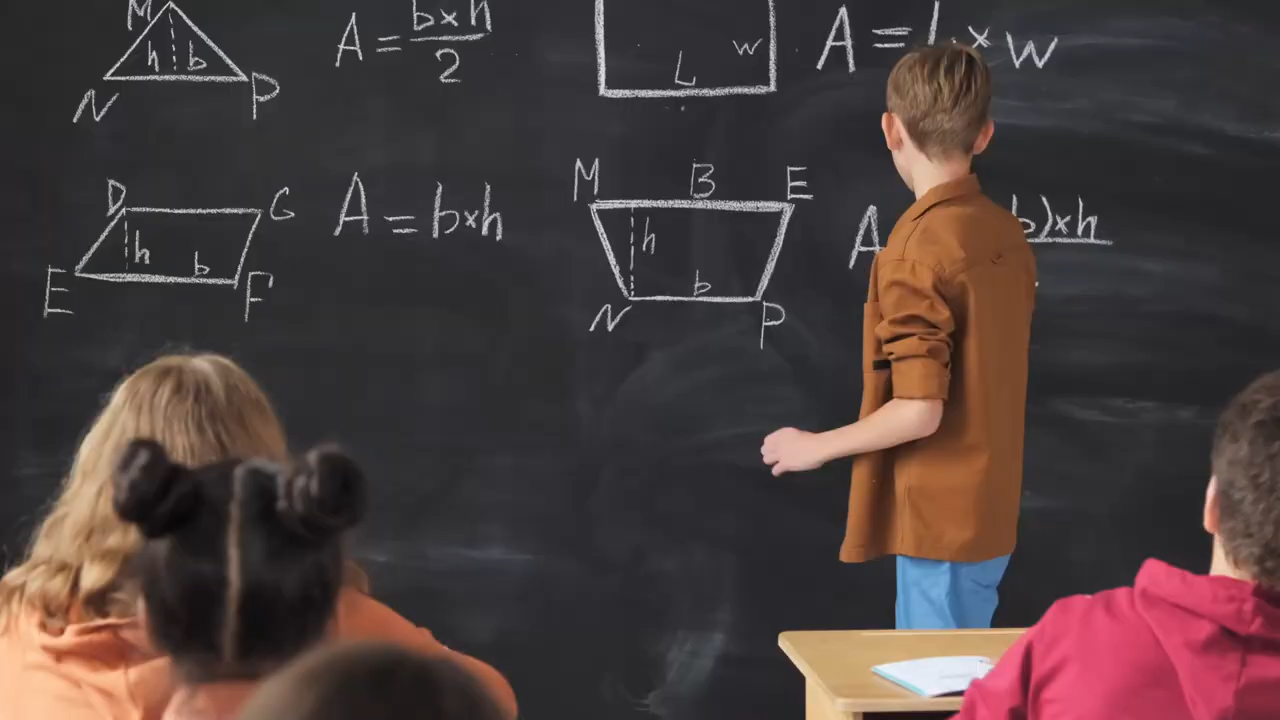 M
h b
N P
A = b×h
2
L w
A = L × w
D G
h b
E F
A = b×h
M B E
h
b
N P
A b)×h